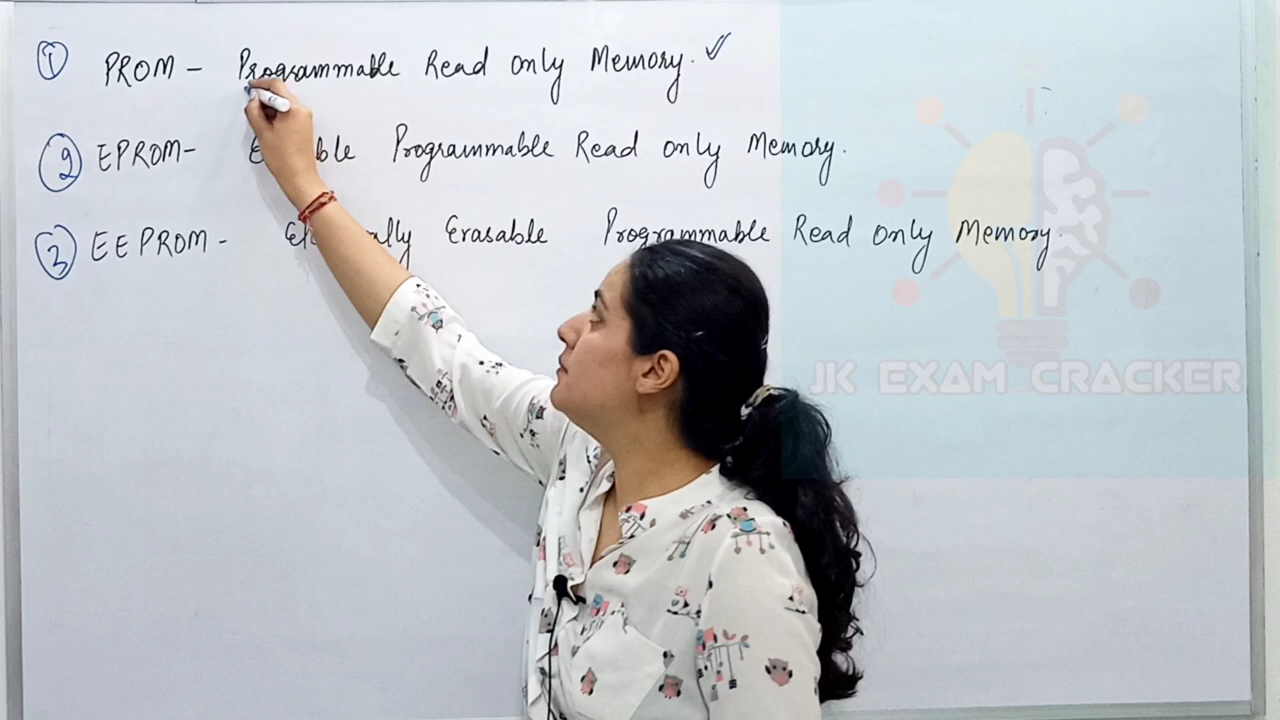 ① PROM - Programmable Read only Memory.
② EPROM- Programmable Read only Memory.
③ EEPROM - Erasable Programmable Read only Memory.
JK EXAM CRACKER